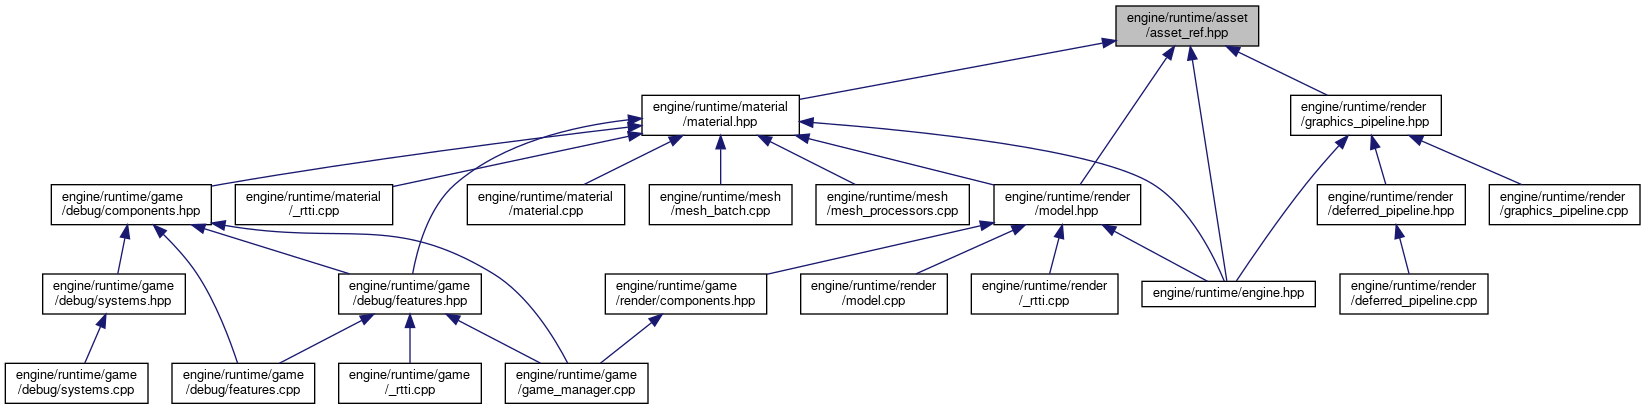 engine/runtime/asset
/asset_ref.hpp
engine/runtime/material
/material.hpp
engine/runtime/render
/graphics_pipeline.hpp
engine/runtime/game
/debug/components.hpp
engine/runtime/material
/_rtti.cpp
engine/runtime/material
/material.cpp
engine/runtime/mesh
/mesh_batch.cpp
engine/runtime/mesh
/mesh_processors.cpp
engine/runtime/render
/model.hpp
engine/runtime/render
/deferred_pipeline.hpp
engine/runtime/render
/graphics_pipeline.cpp
engine/runtime/game
/debug/systems.hpp
engine/runtime/game
/debug/features.hpp
engine/runtime/game
/render/components.hpp
engine/runtime/render
/model.cpp
engine/runtime/render
/_rtti.cpp
engine/runtime/engine.hpp
engine/runtime/render
/deferred_pipeline.cpp
engine/runtime/game
/debug/systems.cpp
engine/runtime/game
/debug/features.cpp
engine/runtime/game
/_rtti.cpp
engine/runtime/game
/game_manager.cpp